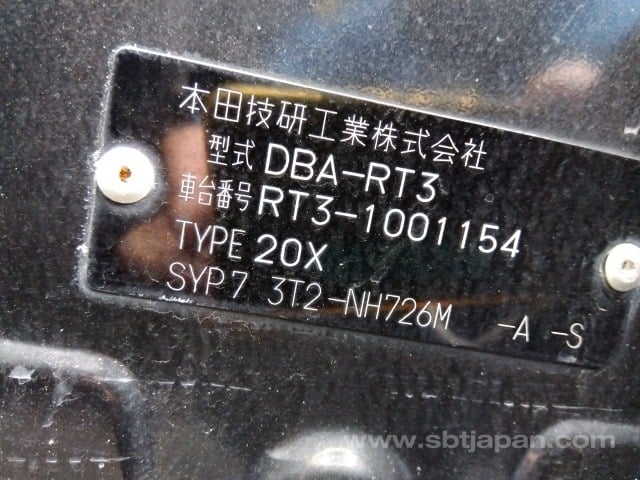 本田技研工業株式会社
型式 DBA-RT3
車台番号 RT3-1001154
TYPE 20X
SYP7 3T2-NH726M -A -S
www.sbtjapan.com